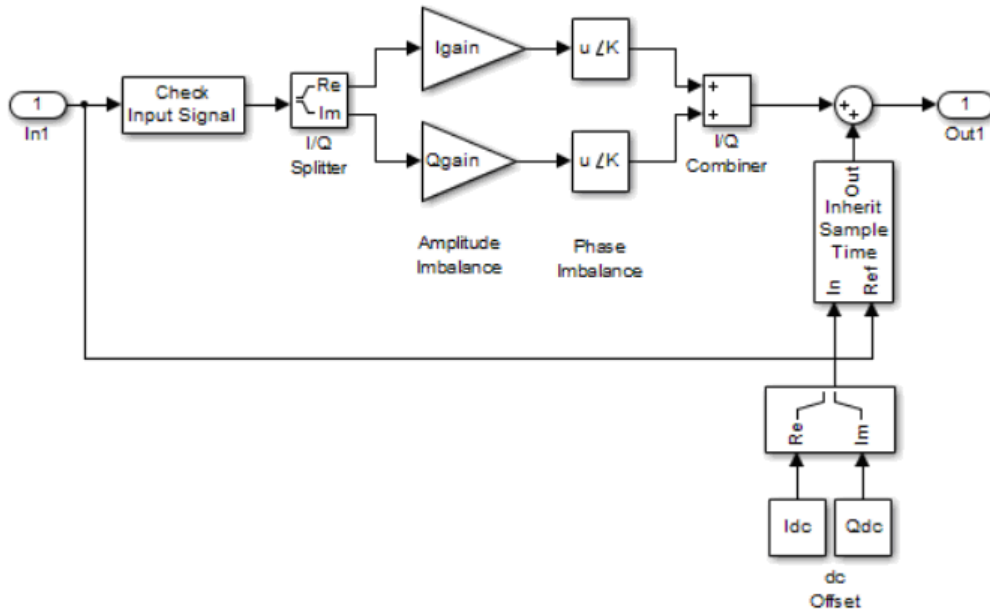 1
In1
Check
Input Signal
Re
Im
I/Q
Splitter
Igain
u∠K
Qgain
u∠K
Amplitude
Imbalance
Phase
Imbalance
+
+
I/Q
Combiner
+
+
1
Out1
Out
Inherit
Sample
Time
In
Ref
Re
Im
Idc
Qdc
dc
Offset